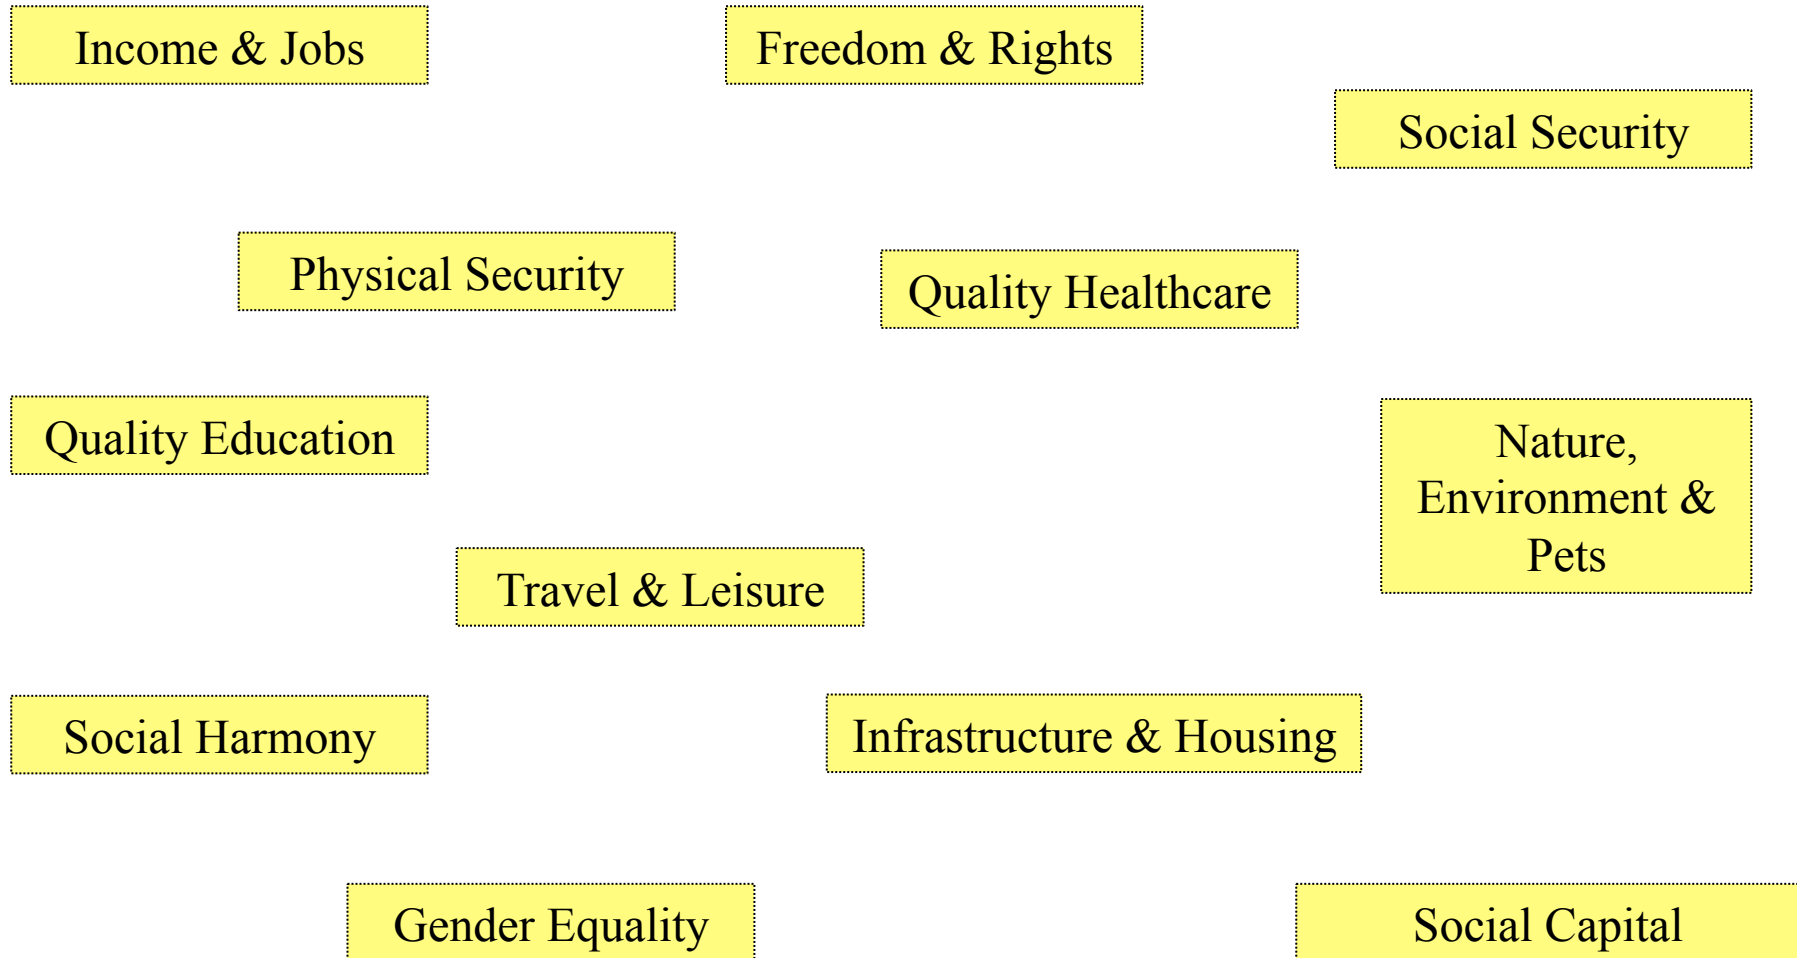 Income & Jobs
Freedom & Rights
Social Security
Physical Security
Quality Healthcare
Quality Education
Nature,
Environment &
Pets
Travel & Leisure
Social Harmony
Infrastructure & Housing
Gender Equality
Social Capital